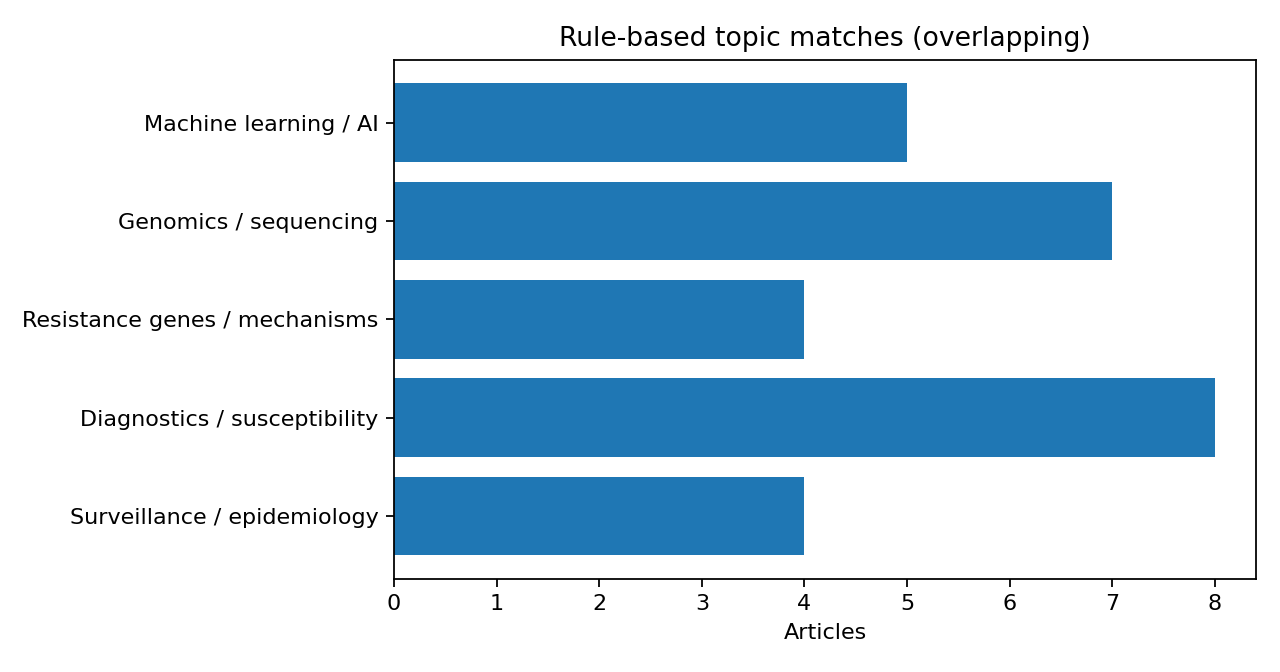 Rule-based topic matches (overlapping)
Machine learning / AI
Genomics / sequencing
Resistance genes / mechanisms
Diagnostics / susceptibility
Surveillance / epidemiology
0 1 2 3 4 5 6 7 8
Articles